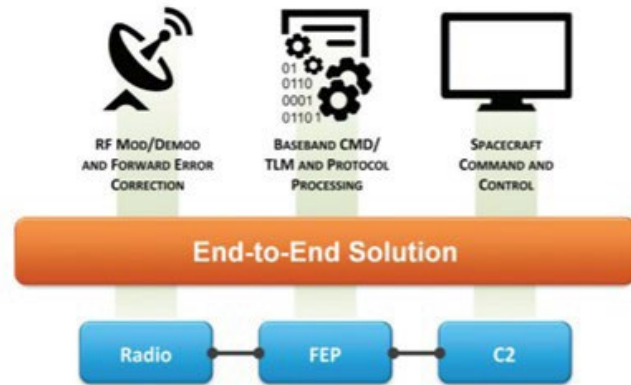 01
0110
0001
0110 1
RF MOD/DEMOD
AND FORWARD ERROR
CORRECTION
BASEBAND CMD/
TLM AND PROTOCOL
PROCESSING
SPACECRAFT
COMMAND AND
CONTROL
End-to-End Solution
Radio
FEP
C2